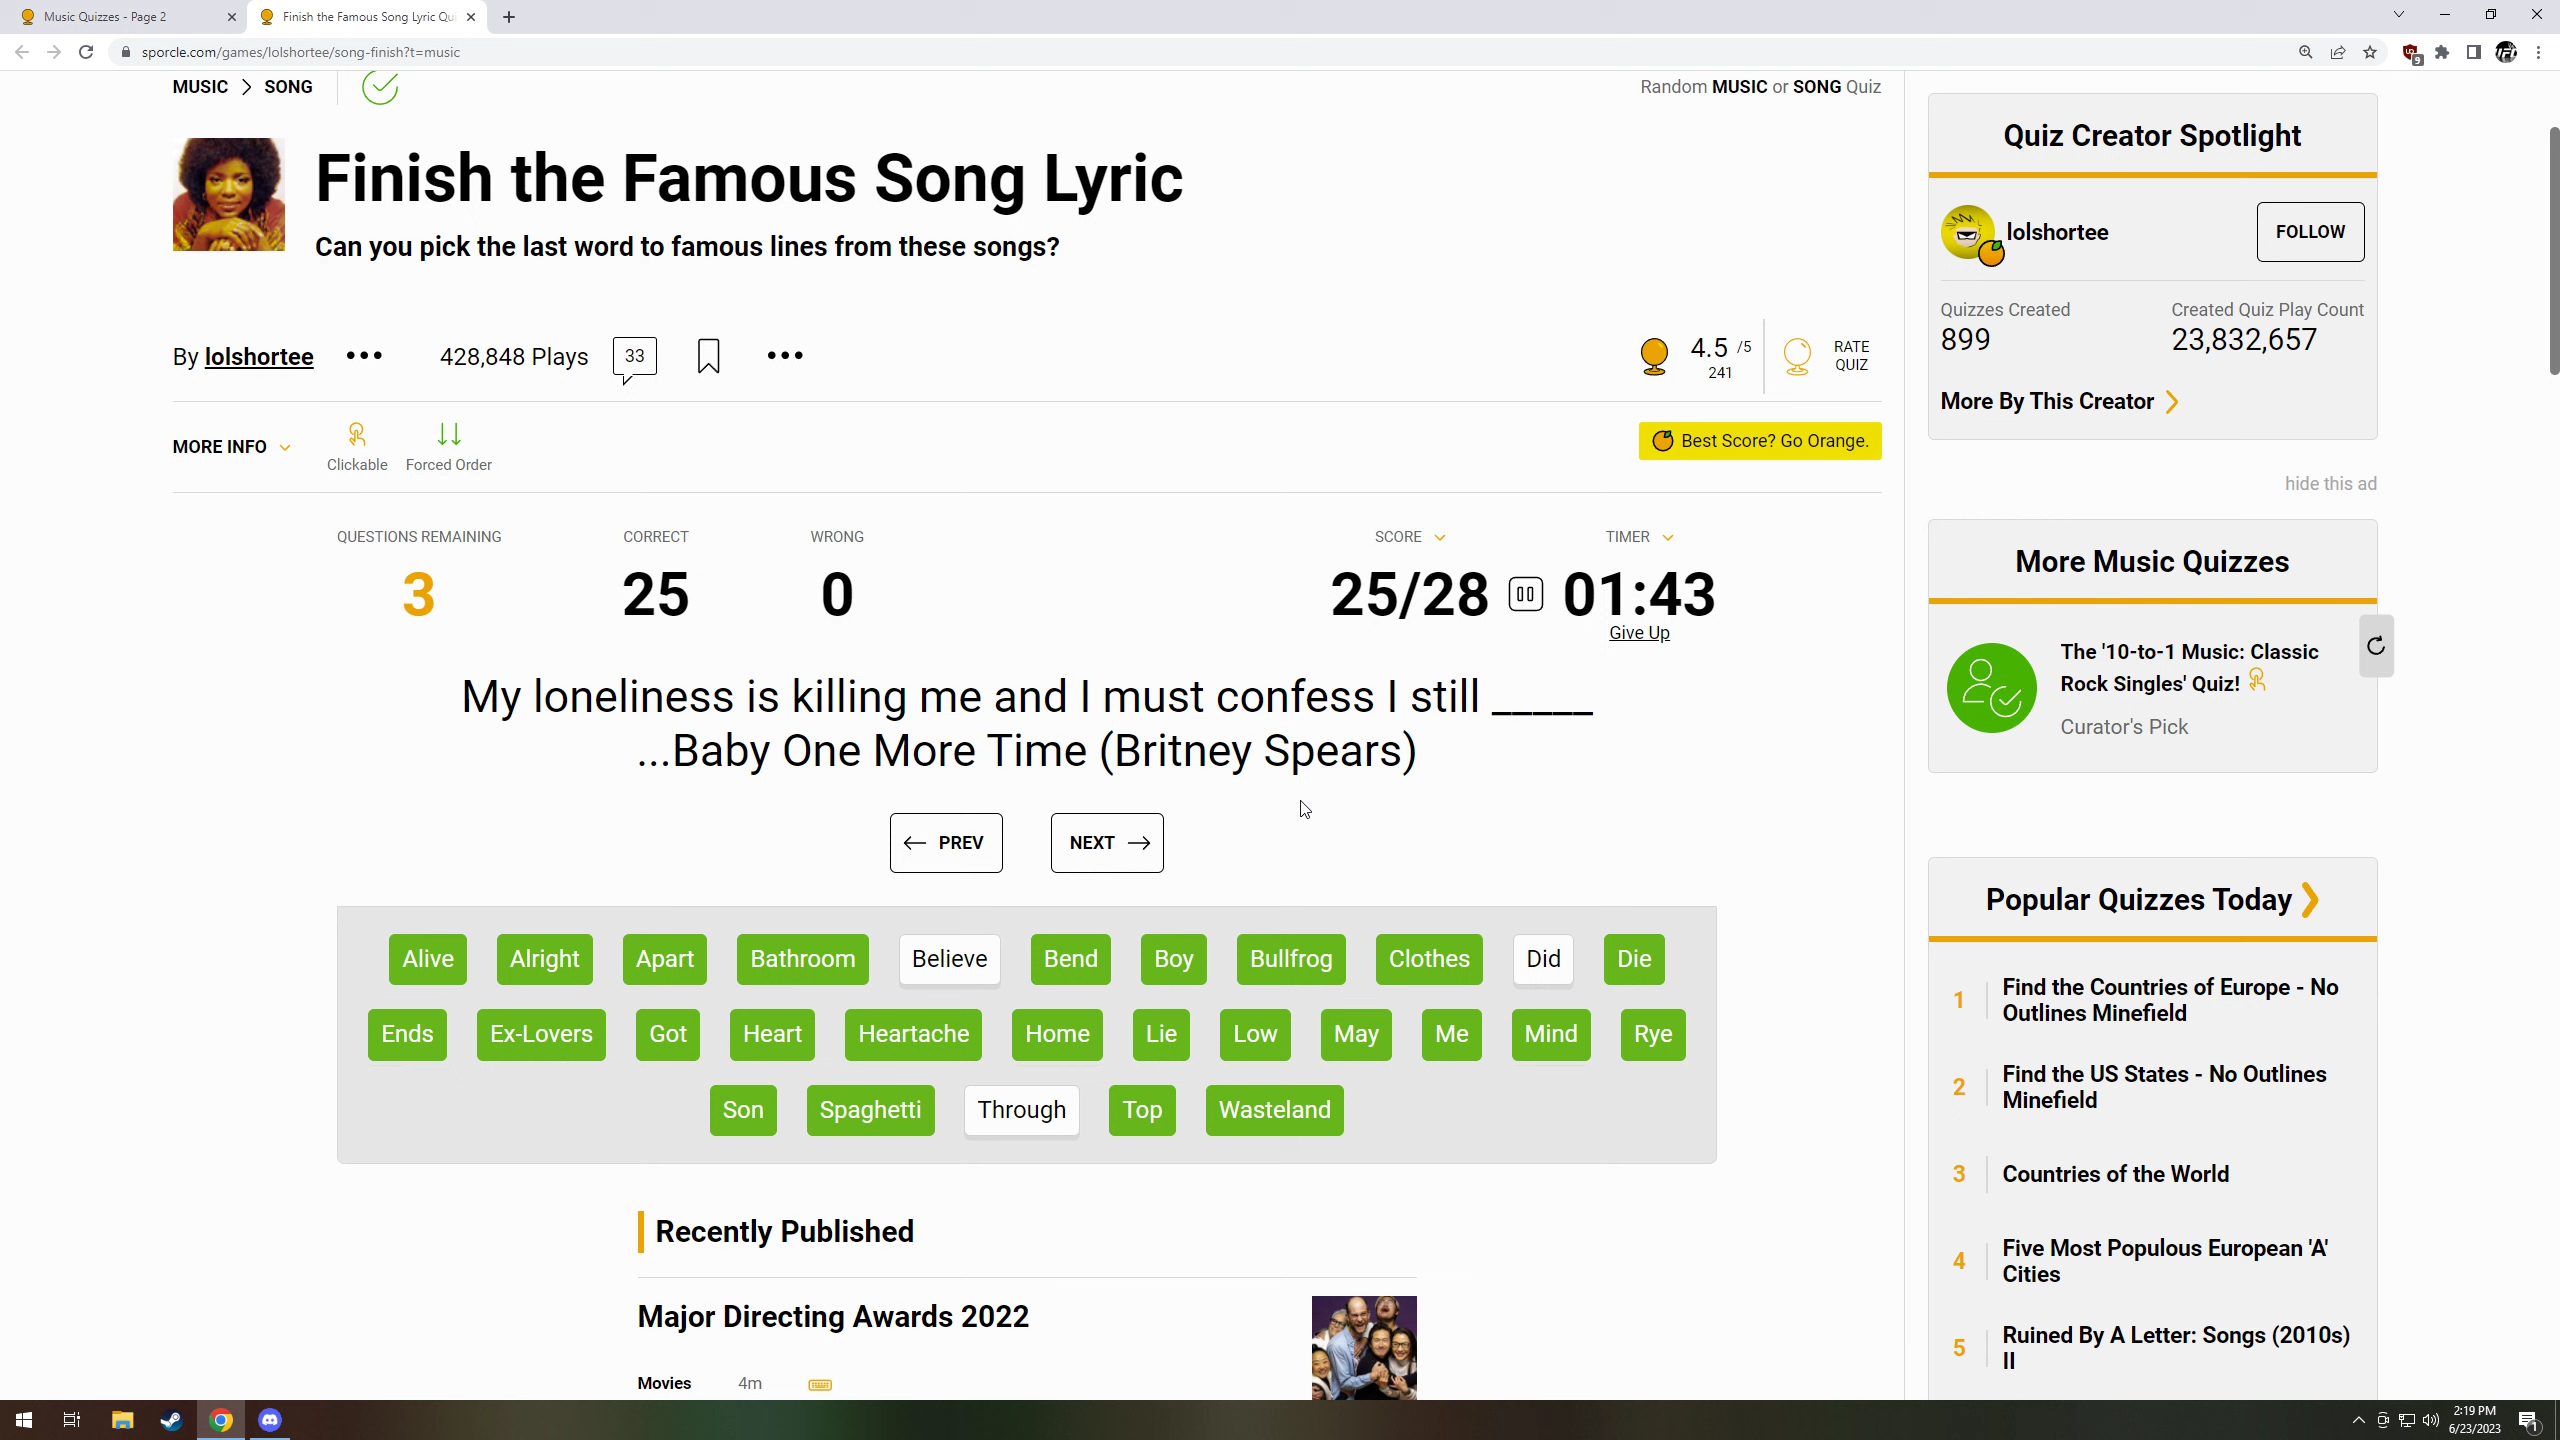 Music Quizzes - Page 2
Finish the Famous Song Lyric Qui
sporcle.com/games/lolshortee/song-finish?t=music
9
MUSIC > SONG
Random MUSIC or SONG Quiz
Finish the Famous Song Lyric
Can you pick the last word to famous lines from these songs?
By lolshortee
428,848 Plays
33
4.5 /5
241
RATE
QUIZ
MORE INFO
Clickable
Forced Order
Best Score? Go Orange.
QUESTIONS REMAINING
CORRECT
WRONG
SCORE
TIMER
3
25
0
25/28
01:43
Give Up
My loneliness is killing me and I must confess I still _____
...Baby One More Time (Britney Spears)
PREV
NEXT
Alive Alright Apart Bathroom Believe Bend Boy Bullfrog Clothes Did Die
Ends Ex-Lovers Got Heart Heartache Home Lie Low May Me Mind Rye
Son Spaghetti Through Top Wasteland
Recently Published
Major Directing Awards 2022
Movies 4m
Quiz Creator Spotlight
lolshortee
FOLLOW
Quizzes Created
Created Quiz Play Count
899
23,832,657
More By This Creator
hide this ad
More Music Quizzes
The '10-to-1 Music: Classic
Rock Singles' Quiz!
Curator's Pick
Popular Quizzes Today
1 Find the Countries of Europe - No
Outlines Minefield
2 Find the US States - No Outlines
Minefield
3 Countries of the World
4 Five Most Populous European 'A'
Cities
5 Ruined By A Letter: Songs (2010s)
II
2:19 PM
6/23/2023
1